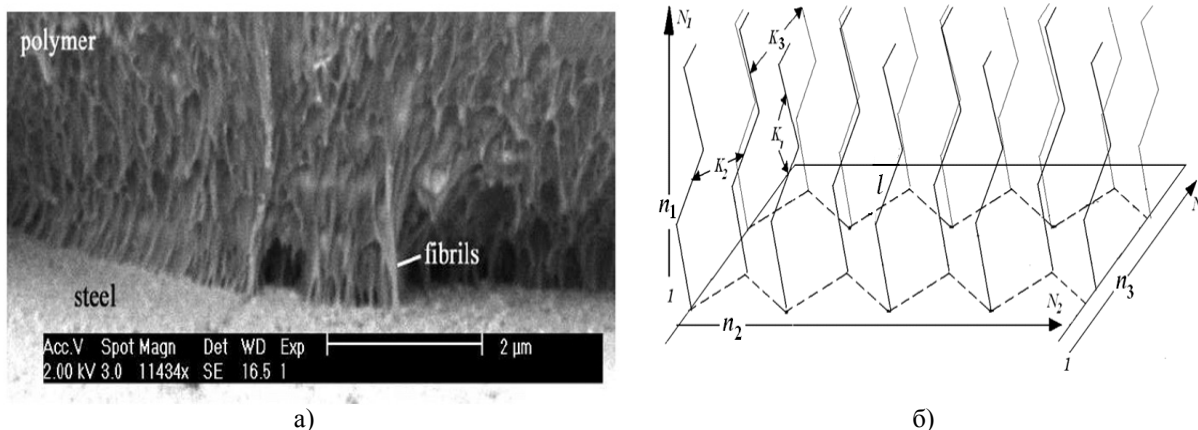 polymer
fibrils
steel
Acc.V Spot Magn Det WD Exp
2.00 kV 3.0 11434x SE 16.5 1
2 µm
а)
N₁
K₃
K₁
K₂
n₁
l
1
n₂
N₂
n₃
N
1
б)